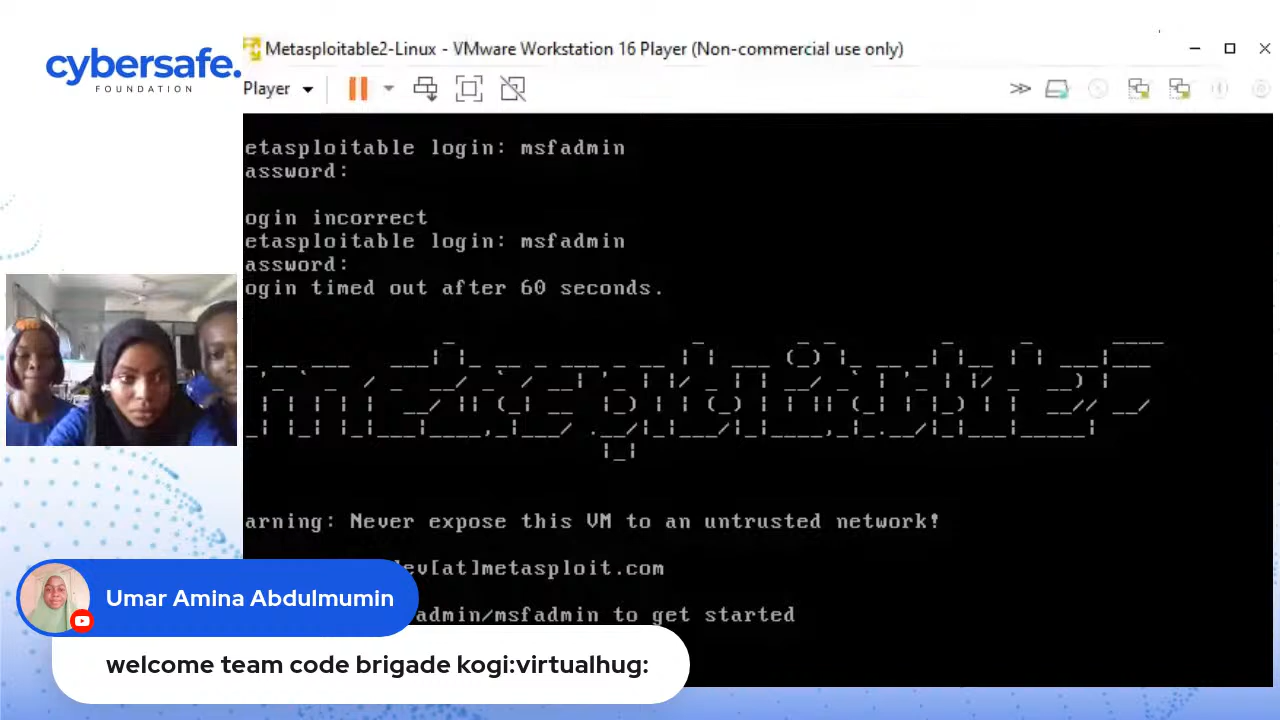 cybersafe.
FOUNDATION
Metasploitable2-Linux - VMware Workstation 16 Player (Non-commercial use only)
Player
etasploitable login: msfadmin
assword:
ogin incorrect
etasploitable login: msfadmin
assword:
ogin timed out after 60 seconds.
metasploitable2
arning: Never expose this VM to an untrusted network!
dev[at]metasploit.com
admin/msfadmin to get started
Umar Amina Abdulmumin
welcome team code brigade kogi:virtualhug: